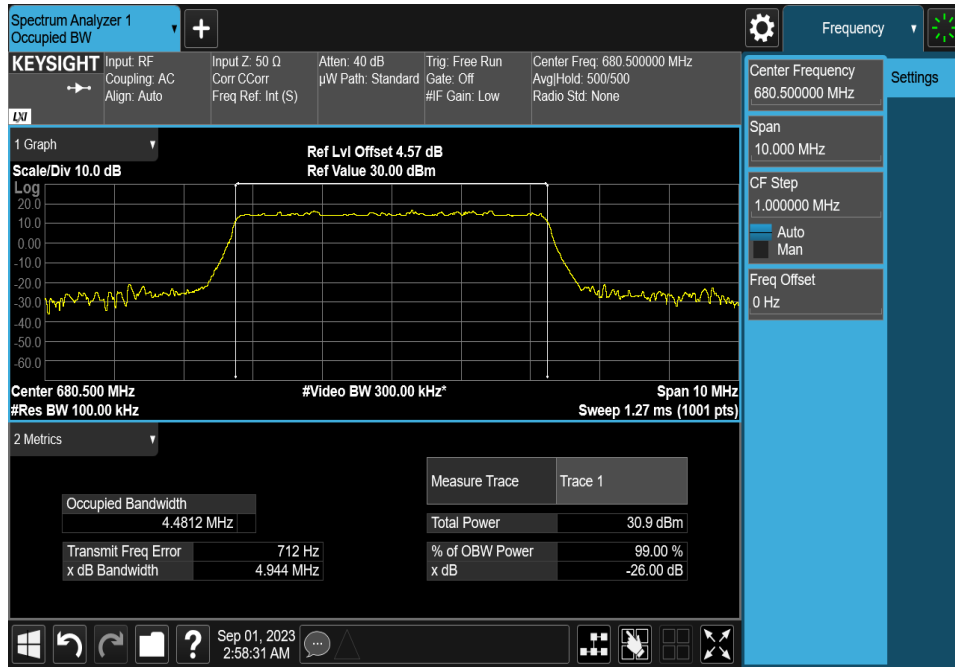 Spectrum Analyzer 1
Occupied BW
+
Frequency
KEYSIGHT
Input: RF
Coupling: AC
Align: Auto
Input Z: 50 Ω
Corr CCorr
Freq Ref: Int (S)
Atten: 40 dB
µW Path: Standard
Trig: Free Run
Gate: Off
#IF Gain: Low
Center Freq: 680.500000 MHz
Avg|Hold: 500/500
Radio Std: None
LXI
Center Frequency
680.500000 MHz
Settings
Span
10.000 MHz
CF Step
1.000000 MHz
Auto
Man
Freq Offset
0 Hz
1 Graph
Scale/Div 10.0 dB
Ref Lvl Offset 4.57 dB
Ref Value 30.00 dBm
Log
20.0
10.0
0.00
-10.0
-20.0
-30.0
-40.0
-50.0
-60.0
Center 680.500 MHz
#Video BW 300.00 kHz*
Span 10 MHz
#Res BW 100.00 kHz
Sweep 1.27 ms (1001 pts)
2 Metrics
Measure Trace Trace 1
Occupied Bandwidth
4.4812 MHz
Total Power 30.9 dBm
Transmit Freq Error 712 Hz
% of OBW Power 99.00 %
x dB Bandwidth 4.944 MHz
x dB -26.00 dB
?
Sep 01, 2023
2:58:31 AM